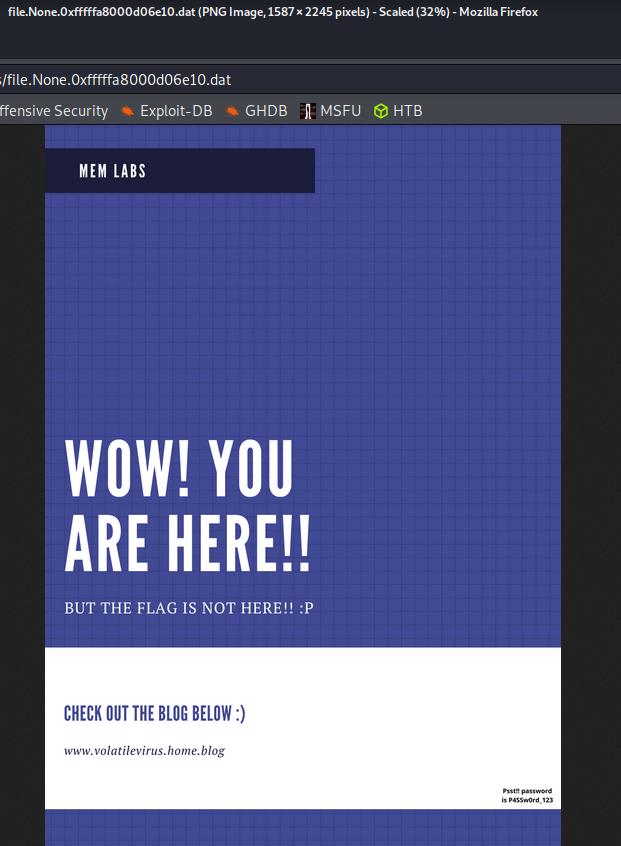 file.None.0xfffffa8000d06e10.dat (PNG Image, 1587 × 2245 pixels) - Scaled (32%) - Mozilla Firefox
s/file.None.0xfffffa8000d06e10.dat
ffensive Security Exploit-DB GHDB MSFU HTB
MEM LABS
WOW! YOU
ARE HERE!!
BUT THE FLAG IS NOT HERE!! :P
CHECK OUT THE BLOG BELOW :)
www.volatilevirus.home.blog
Psst!! password
is P4SSw0rd_123